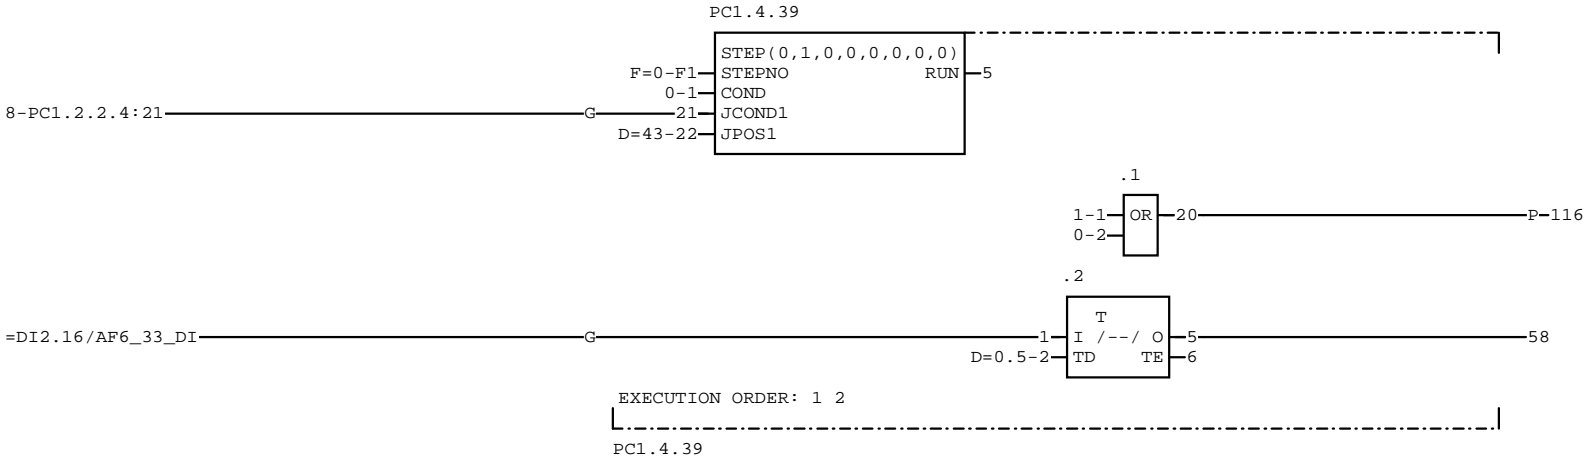 PC1.4.39
STEP(0,1,0,0,0,0,0,0)
F=0-F1 STEPNO RUN 5
0-1 COND
8-PC1.2.2.4:21 G 21 JCOND1
D=43-22 JPOS1
.1
1-1 OR 20 P-116
0-2
.2
T
=DI2.16/AF6_33_DI G 1 I /--/ O 5 58
D=0.5-2 TD TE 6
EXECUTION ORDER: 1 2
PC1.4.39